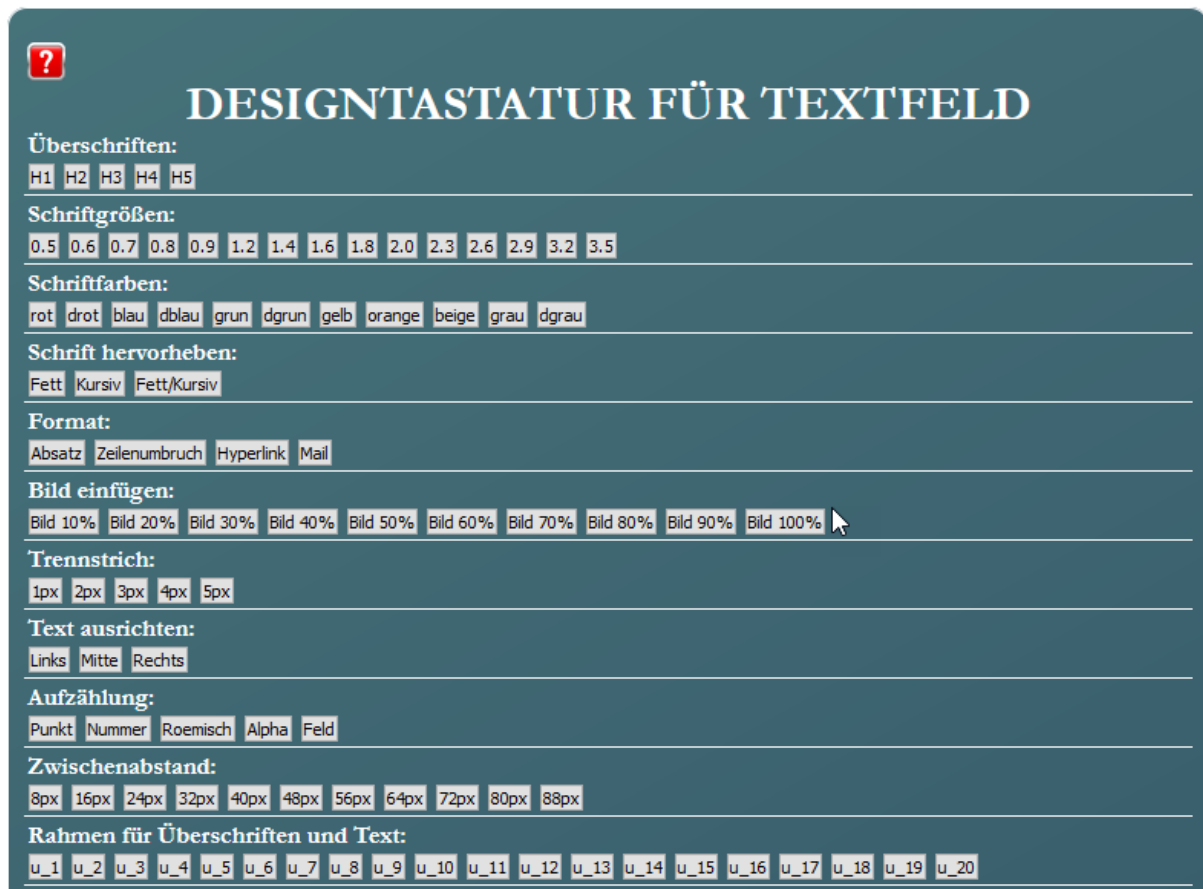 ?
DESIGNTASTATUR FÜR TEXTFELD
Überschriften:
H1 H2 H3 H4 H5
Schriftgrößen:
0.5 0.6 0.7 0.8 0.9 1.2 1.4 1.6 1.8 2.0 2.3 2.6 2.9 3.2 3.5
Schriftfarben:
rot drot blau dblau grun dgrun gelb orange beige grau dgrau
Schrift hervorheben:
Fett Kursiv Fett/Kursiv
Format:
Absatz Zeilenumbruch Hyperlink Mail
Bild einfügen:
Bild 10% Bild 20% Bild 30% Bild 40% Bild 50% Bild 60% Bild 70% Bild 80% Bild 90% Bild 100%
Trennstrich:
1px 2px 3px 4px 5px
Text ausrichten:
Links Mitte Rechts
Aufzählung:
Punkt Nummer Roemisch Alpha Feld
Zwischenabstand:
8px 16px 24px 32px 40px 48px 56px 64px 72px 80px 88px
Rahmen für Überschriften und Text:
u_1 u_2 u_3 u_4 u_5 u_6 u_7 u_8 u_9 u_10 u_11 u_12 u_13 u_14 u_15 u_16 u_17 u_18 u_19 u_20